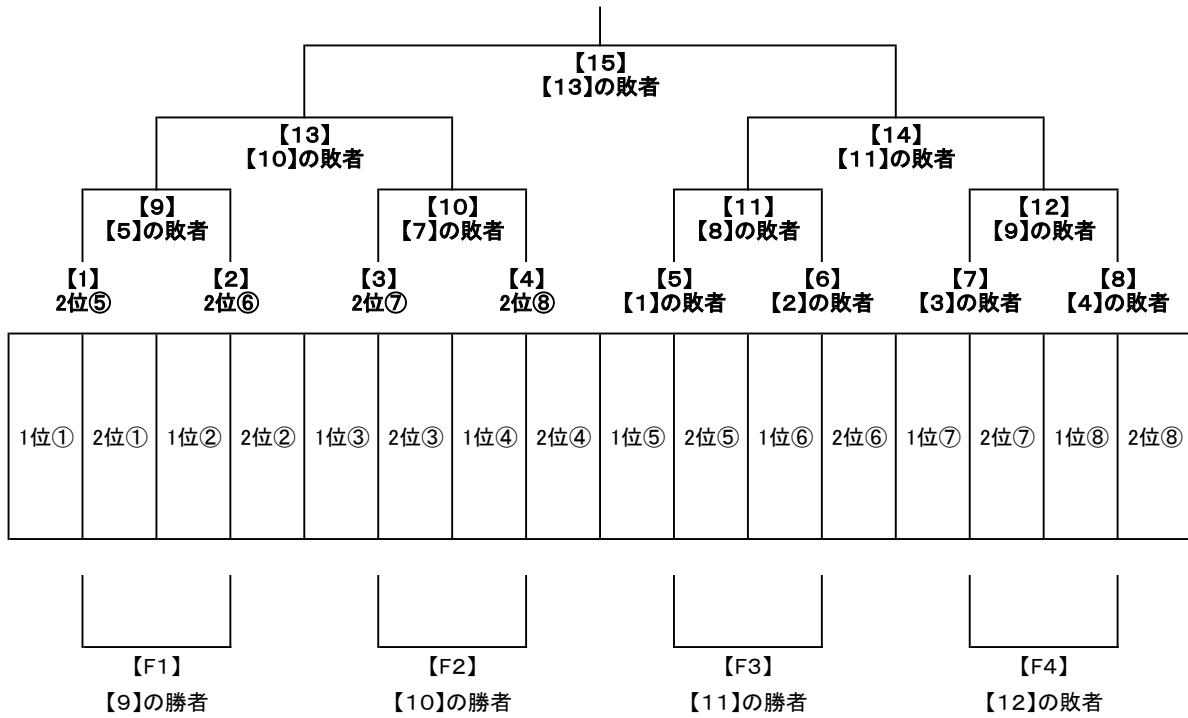 【15】
【13】の敗者
【13】
【10】の敗者
【14】
【11】の敗者
【9】
【5】の敗者
【10】
【7】の敗者
【11】
【8】の敗者
【12】
【9】の敗者
【1】
2位⑤
【2】
2位⑥
【3】
2位⑦
【4】
2位⑧
【5】
【1】の敗者
【6】
【2】の敗者
【7】
【3】の敗者
【8】
【4】の敗者
1位①
2位①
1位②
2位②
1位③
2位③
1位④
2位④
1位⑤
2位⑤
1位⑥
2位⑥
1位⑦
2位⑦
1位⑧
2位⑧
【F1】
【9】の勝者
【F2】
【10】の勝者
【F3】
【11】の勝者
【F4】
【12】の敗者